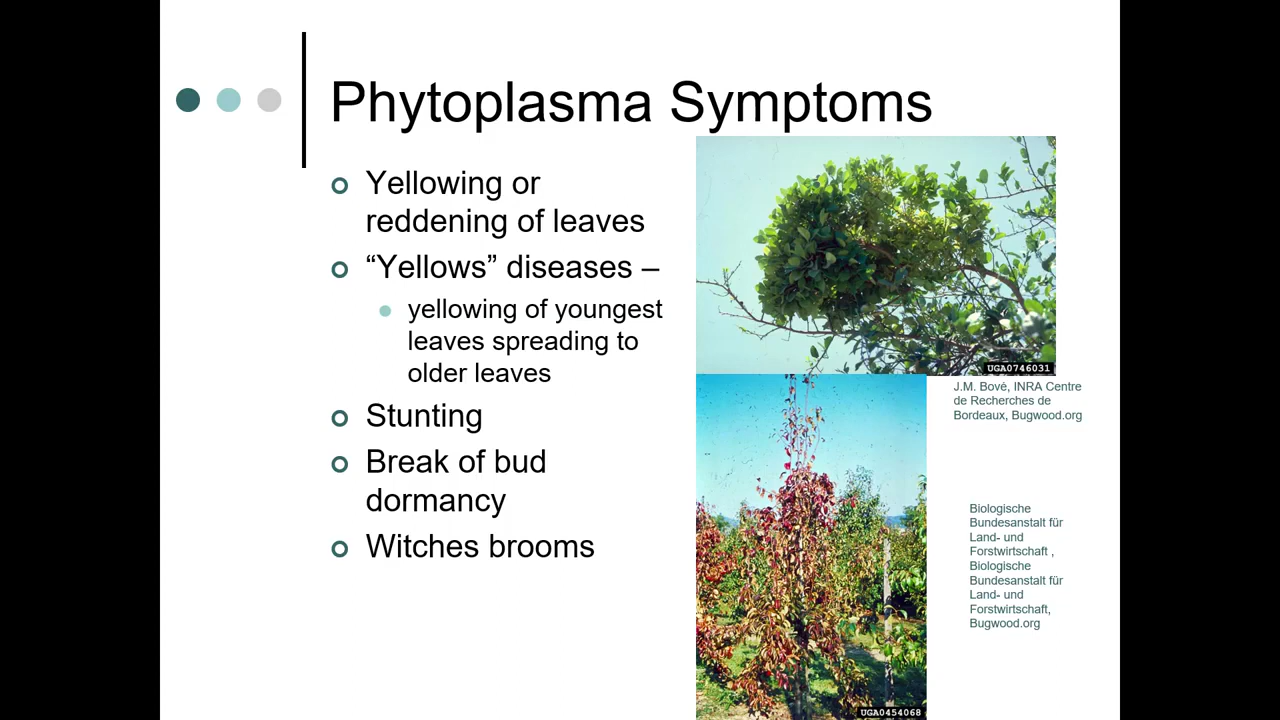 Phytoplasma Symptoms
Yellowing or
reddening of leaves
“Yellows” diseases –
yellowing of youngest
leaves spreading to
older leaves
Stunting
Break of bud
dormancy
Witches brooms
UGA0746031
J.M. Bovè, INRA Centre
de Recherches de
Bordeaux, Bugwood.org
Biologische
Bundesanstalt für
Land- und
Forstwirtschaft ,
Biologische
Bundesanstalt für
Land- und
Forstwirtschaft,
Bugwood.org
UGA0454068